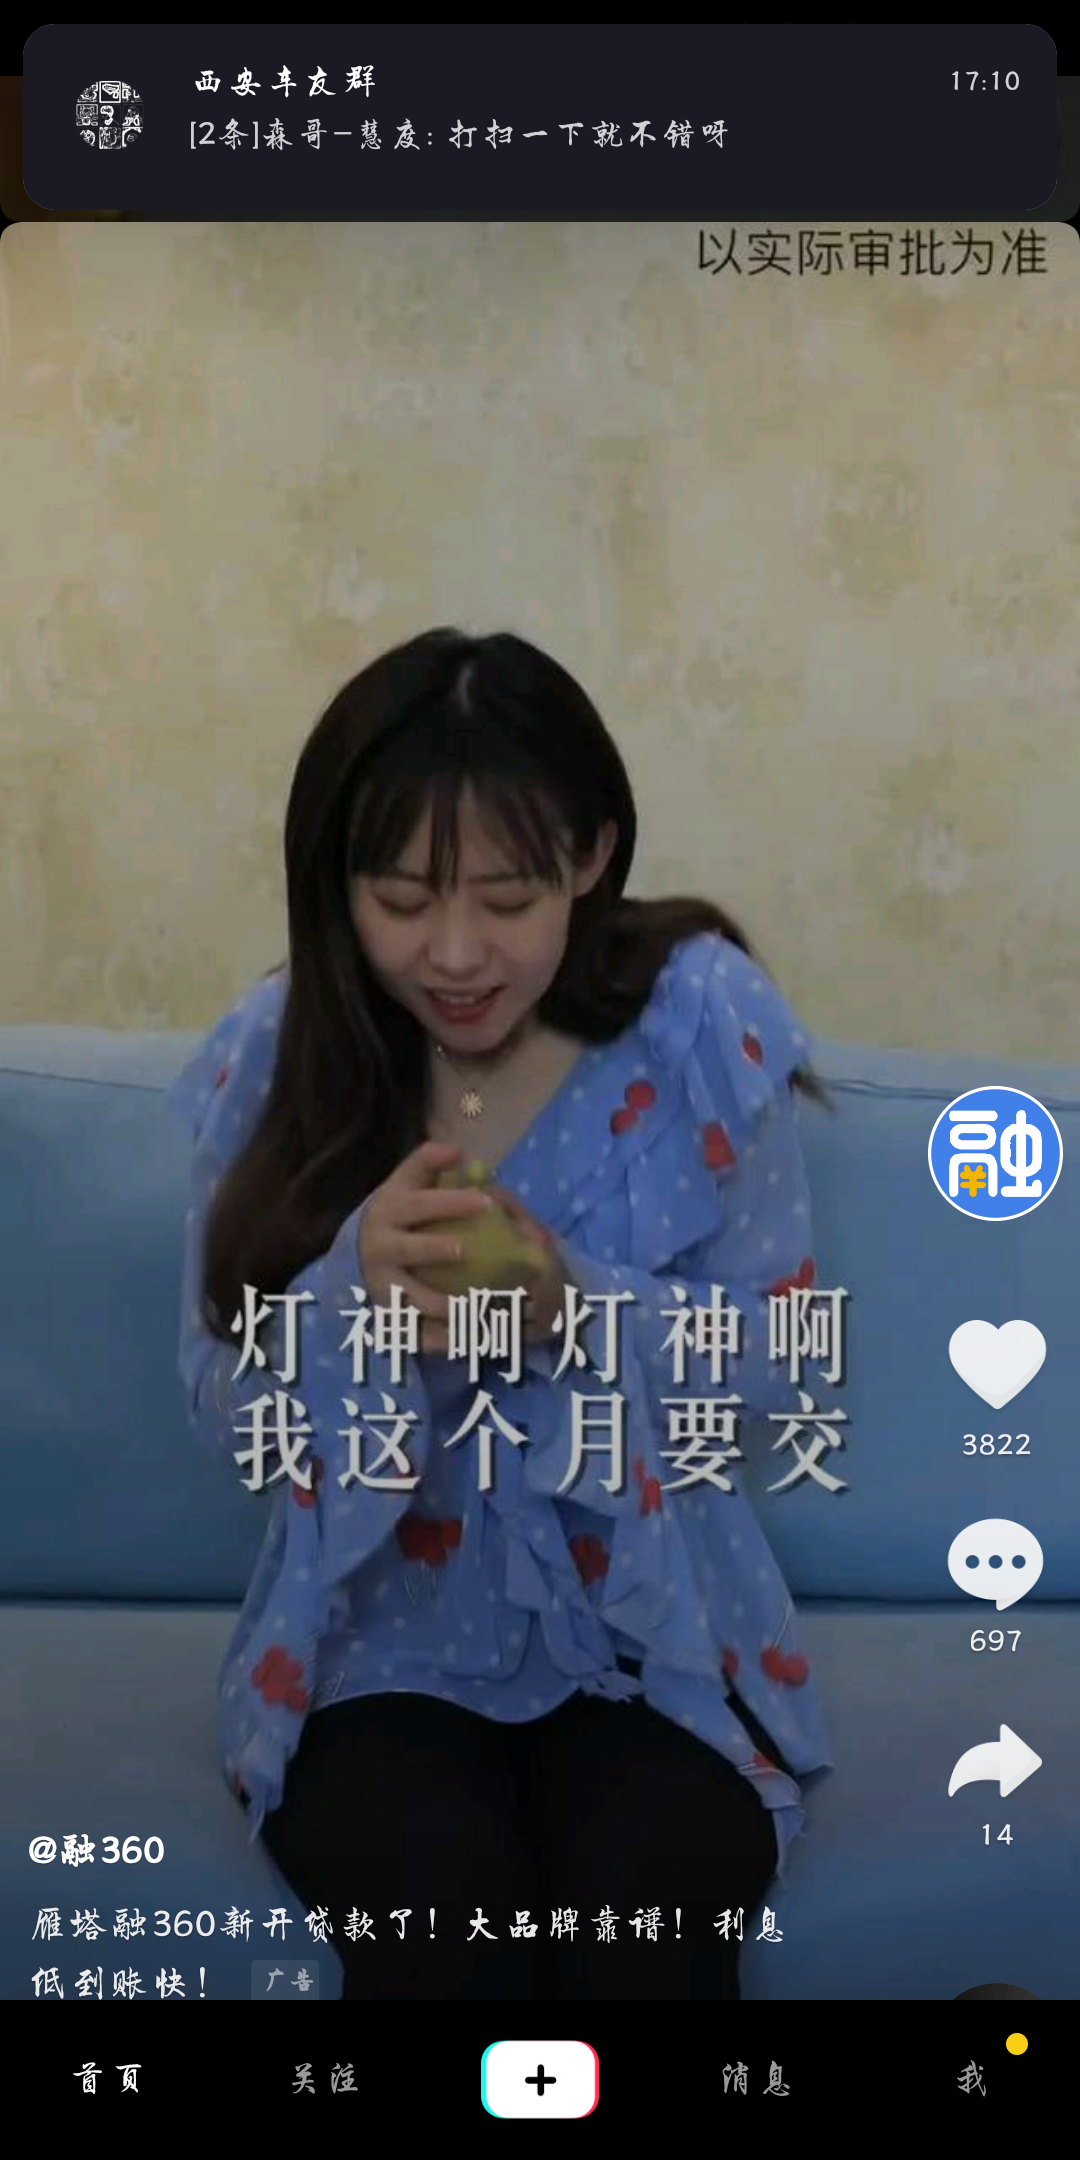 西安车友群
17:10
[2条]森哥-慧度: 打扫一下就不错呀
以实际审批为准
融
灯神啊灯神啊
我这个月要交
3822
697
14
@融360
雁塔融360新开贷款了! 大品牌靠谱! 利息
低到账快!
广告
首页
关注
消息
我